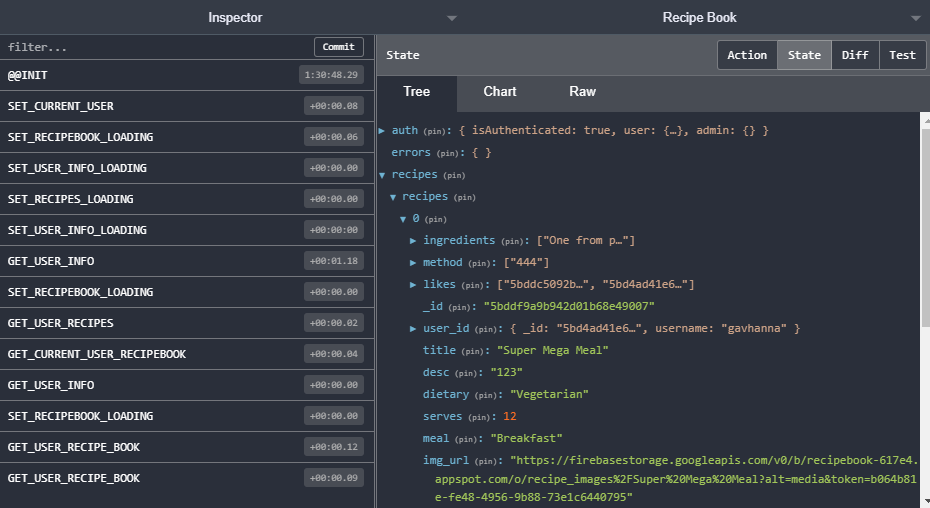 Inspector
Recipe Book
filter...
Commit
@@INIT 1:30:48.29
SET_CURRENT_USER +00:00.08
SET_RECIPEBOOK_LOADING +00:00.06
SET_USER_INFO_LOADING +00:00.00
SET_RECIPES_LOADING +00:00.00
SET_USER_INFO_LOADING +00:00:00
GET_USER_INFO +00:01.18
SET_RECIPEBOOK_LOADING +00:00.00
GET_USER_RECIPES +00:00.02
GET_CURRENT_USER_RECIPEBOOK +00:00.04
GET_USER_INFO +00:00.00
SET_RECIPEBOOK_LOADING +00:00.00
GET_USER_RECIPE_BOOK +00:00.12
GET_USER_RECIPE_BOOK +00:00.09
State
Action State Diff Test
Tree Chart Raw
▶ auth (pin): { isAuthenticated: true, user: {…}, admin: {} }
errors (pin): { }
▼ recipes (pin)
▼ recipes (pin)
▼ 0 (pin)
▶ ingredients (pin): ["One from p…"]
▶ method (pin): ["444"]
▶ likes (pin): ["5bddc5092b…", "5bd4ad41e6…"]
_id (pin): "5bddf9a9b942d01b68e49007"
▶ user_id (pin): { _id: "5bd4ad41e6…", username: "gavhanna" }
title (pin): "Super Mega Meal"
desc (pin): "123"
dietary (pin): "Vegetarian"
serves (pin): 12
meal (pin): "Breakfast"
img_url (pin): "https://firebasestorage.googleapis.com/v0/b/recipebook-617e4.
appspot.com/o/recipe_images%2FSuper%20Mega%20Meal?alt=media&token=b064b81
e-fe48-4956-9b88-73e1c6440795"